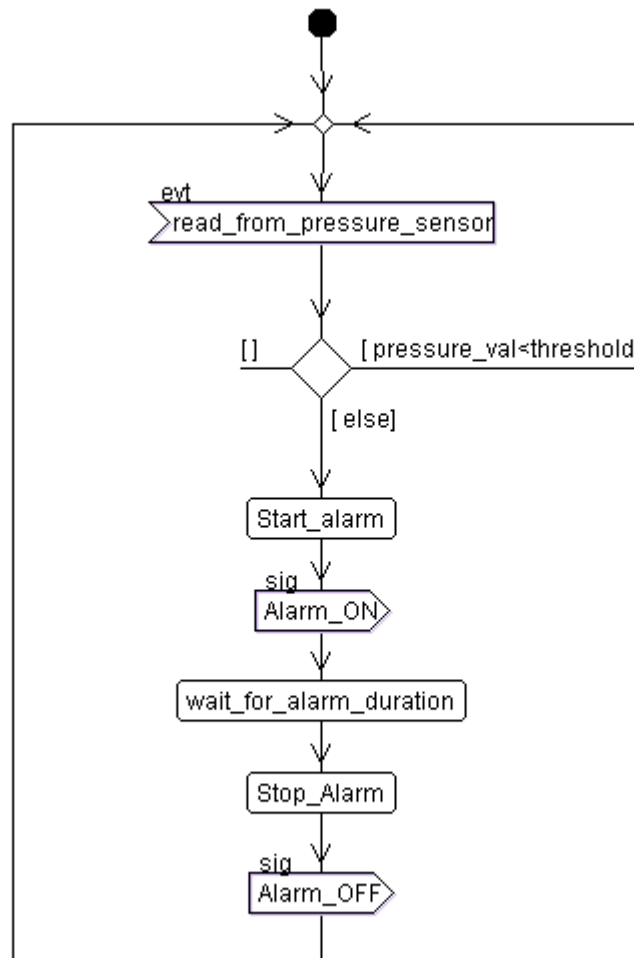 evt
read_from_pressure_sensor
[ ]
[ pressure_val<threshold
[ else]
Start_alarm
sig
Alarm_ON
wait_for_alarm_duration
Stop_Alarm
sig
Alarm_OFF